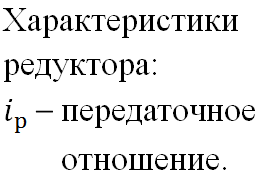 Характеристики
редуктора:
iр – передаточное
отношение.